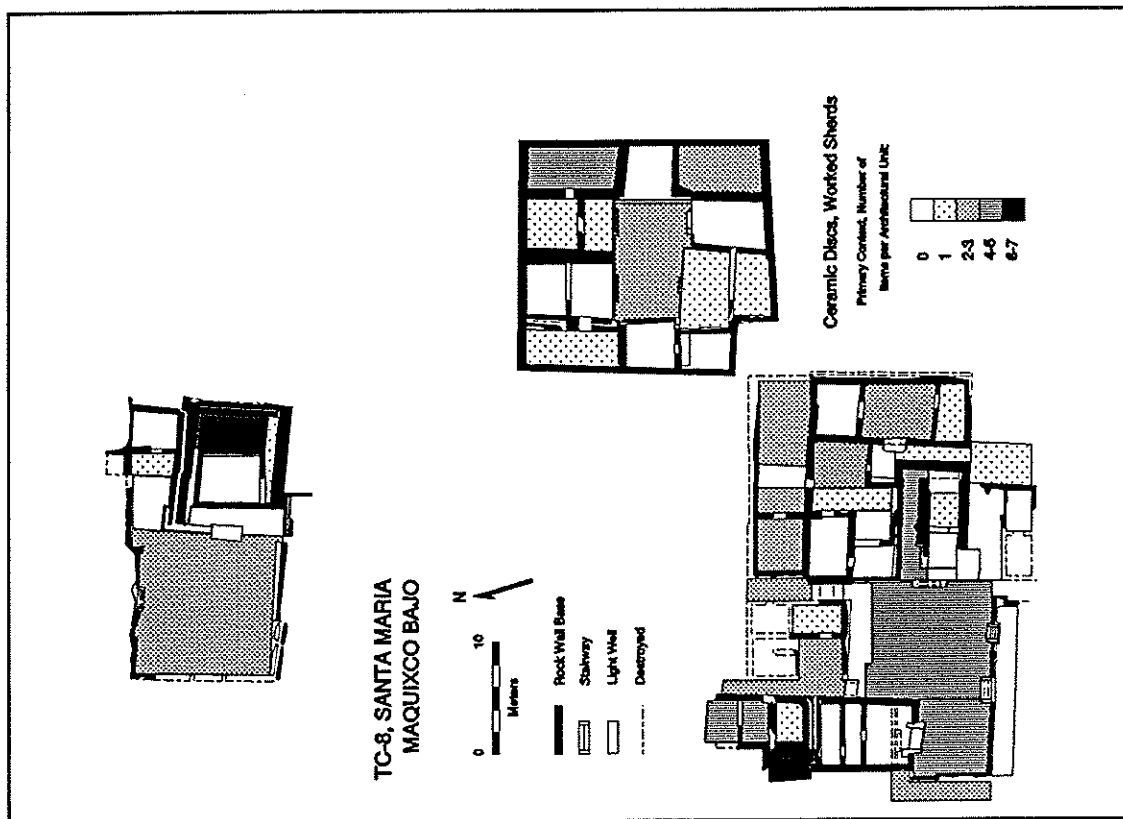 TC-8, SANTA MARIA
MAQUIXCO BAJO
N
0 10
Meters
Rock Wall Base
Stairway
Light Well
Destroyed
Ceramic Discs, Worked Sherds
Primary Context, Number of
Items per Architectural Unit:
0
1
2-3
4-5
6-7